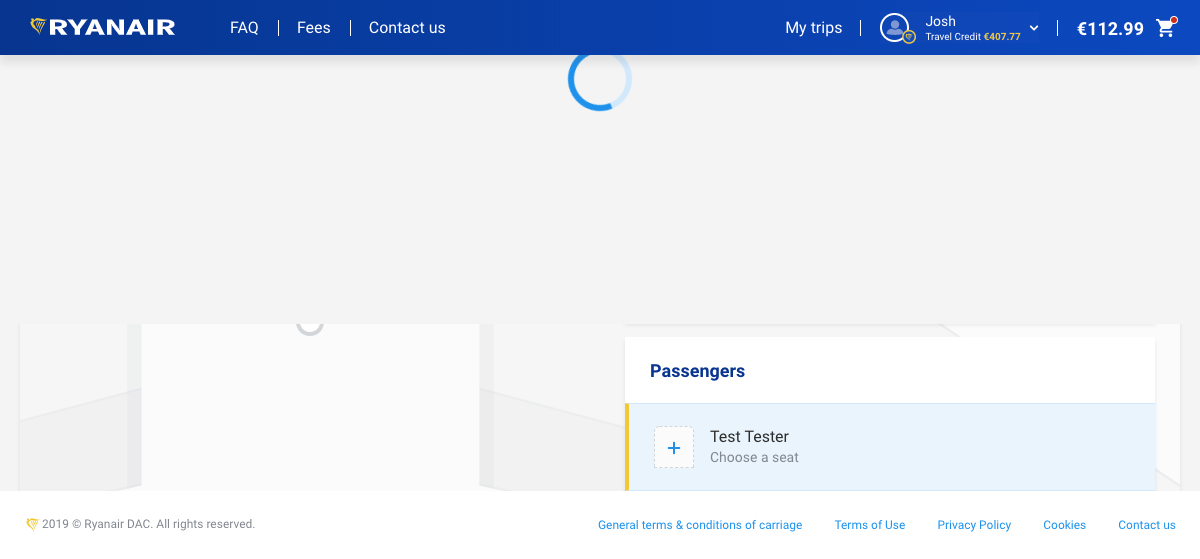 RYANAIR FAQ Fees Contact us My trips Josh €112.99
Travel Credit €407.77
Passengers
Test Tester
Choose a seat
2019 © Ryanair DAC. All rights reserved. General terms & conditions of carriage Terms of Use Privacy Policy Cookies Contact us